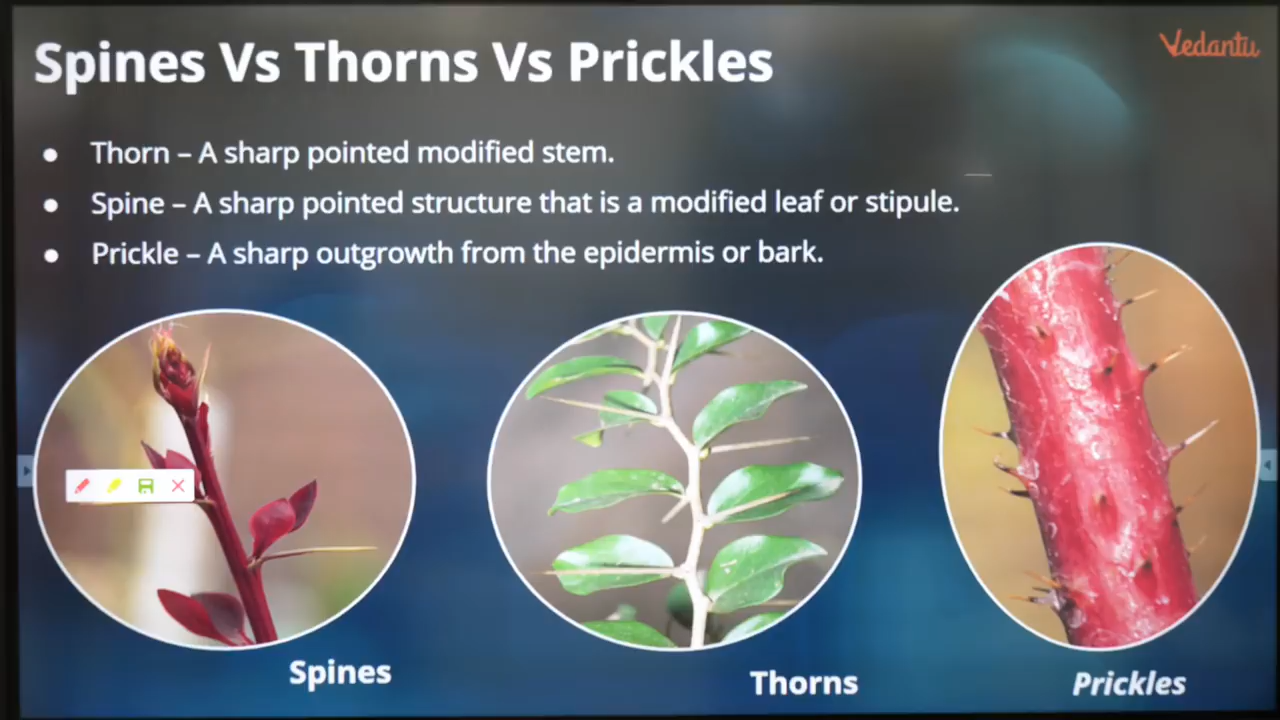 Spines Vs Thorns Vs Prickles
Vedantu
● Thorn – A sharp pointed modified stem.
● Spine – A sharp pointed structure that is a modified leaf or stipule.
● Prickle – A sharp outgrowth from the epidermis or bark.
Spines
Thorns
Prickles